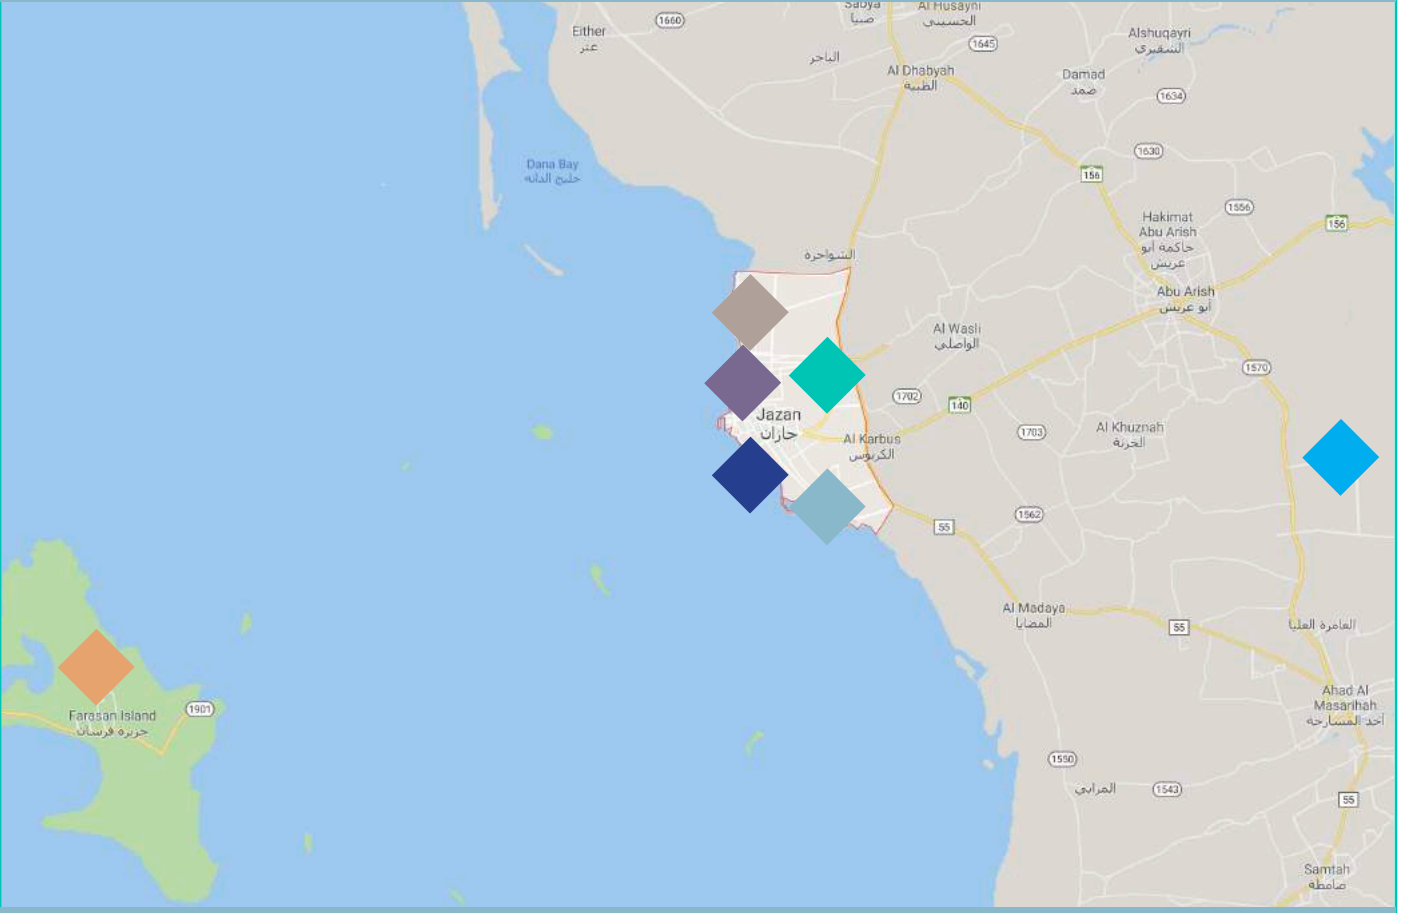 Sabya
صبيا
Al Husayni
الحسيني
1660
Either
عتر
1645
Alshuqayri
الشقيري
الباحر
Al Dhabyah
الظبية
Damad
ضمد
1634
1630
Dana Bay
خليج الدانه
156
1556
156
Hakimat
Abu Arish
حاكمة أبو
عريش
الشواجرة
Abu Arish
أبو عريش
Al Wasli
الواصلي
1570
1702
140
Jazan
جازان
Al Karbus
الكربوس
1703
Al Khuznah
الخزنة
1562
55
Al Madaya
المضايا
55
العامرة العليا
Farasan Island
جزيرة فرسان
1901
Ahad Al
Masarihah
أحد المسارحة
1550
المرابي
1543
55
Samtah
صامطة